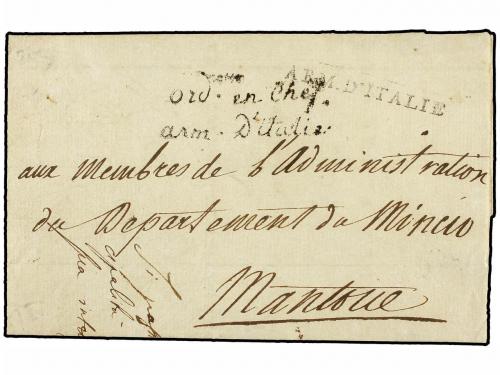 ARM. D'ITALIE
Ord. en Chef.
arm. D'Italie
aux membres de l'Administration
du Departement du Mincio
Mantoue